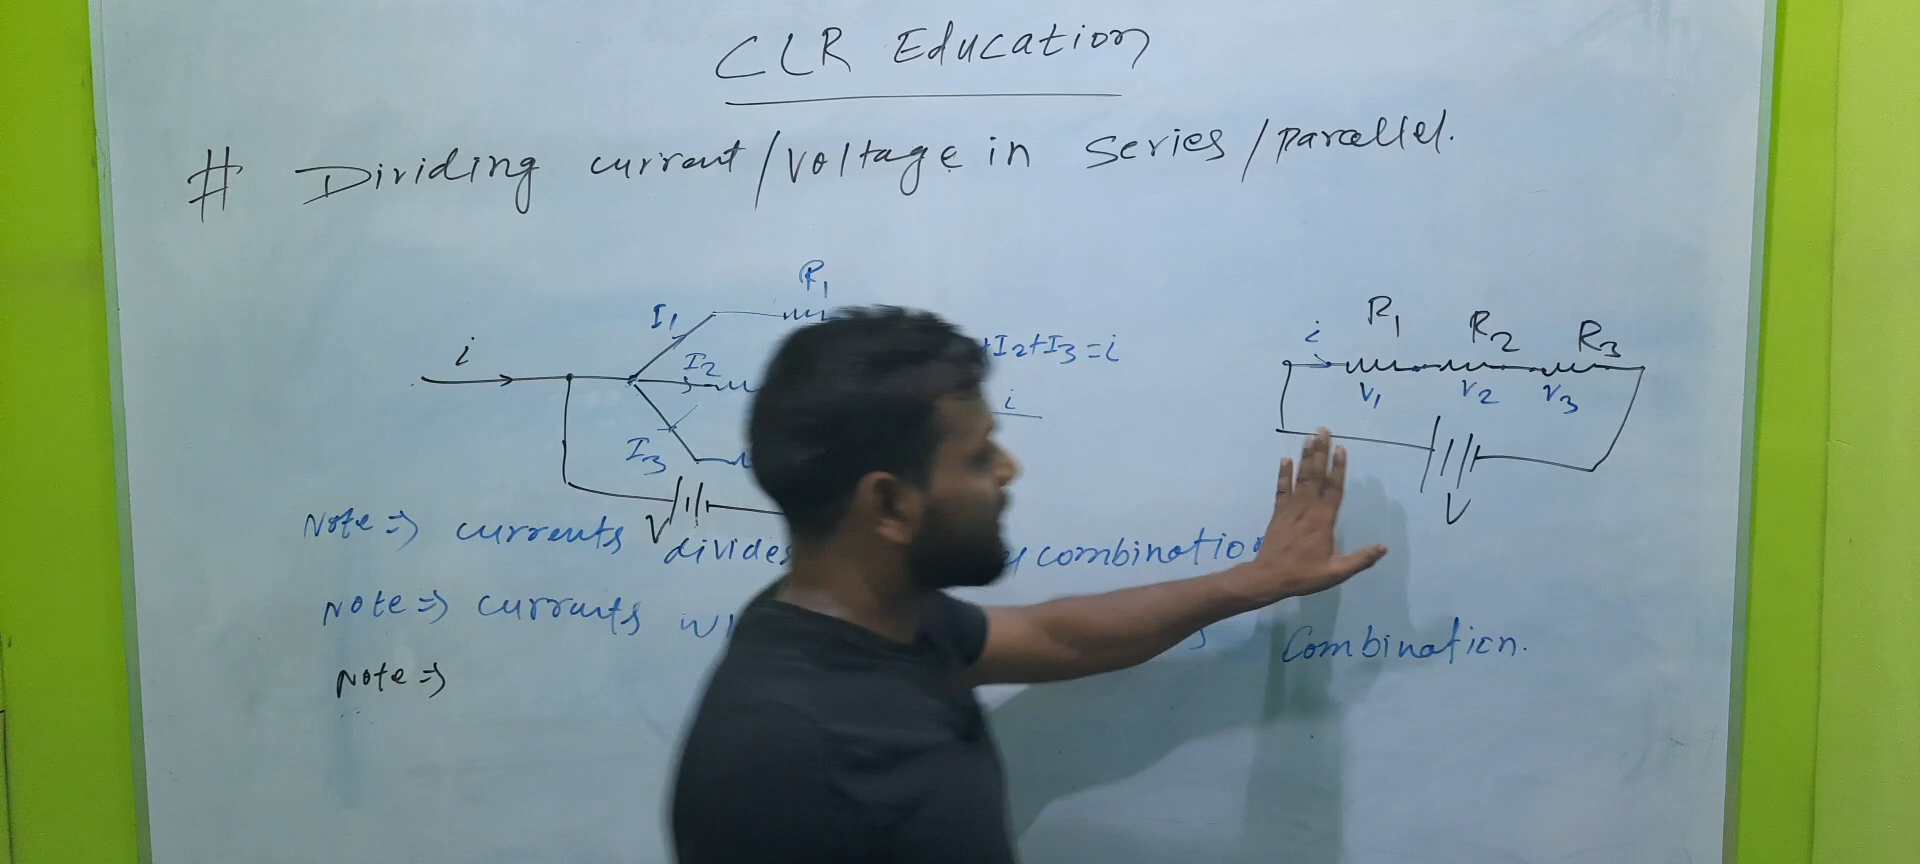 CLR Education
# Dividing current/voltage in series/parallel.
R1
I1
i
I2
+I2+I3=i
i
I3
V
i R1 R2 R3
V1 V2 V3
V
Note => currents divides combination
Note => currents Combination.
Note =>